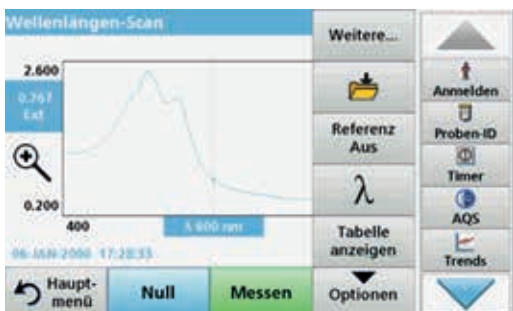 Wellenlängen-Scan
Weitere...
2.600
0.767
Ext
Anmelden
Referenz
Aus
Proben-ID
Timer
λ
0.200
400
λ 600 nm
AQS
Tabelle
anzeigen
06-JAN-2000 17:28:33
Trends
Haupt-
menü
Null
Messen
Optionen